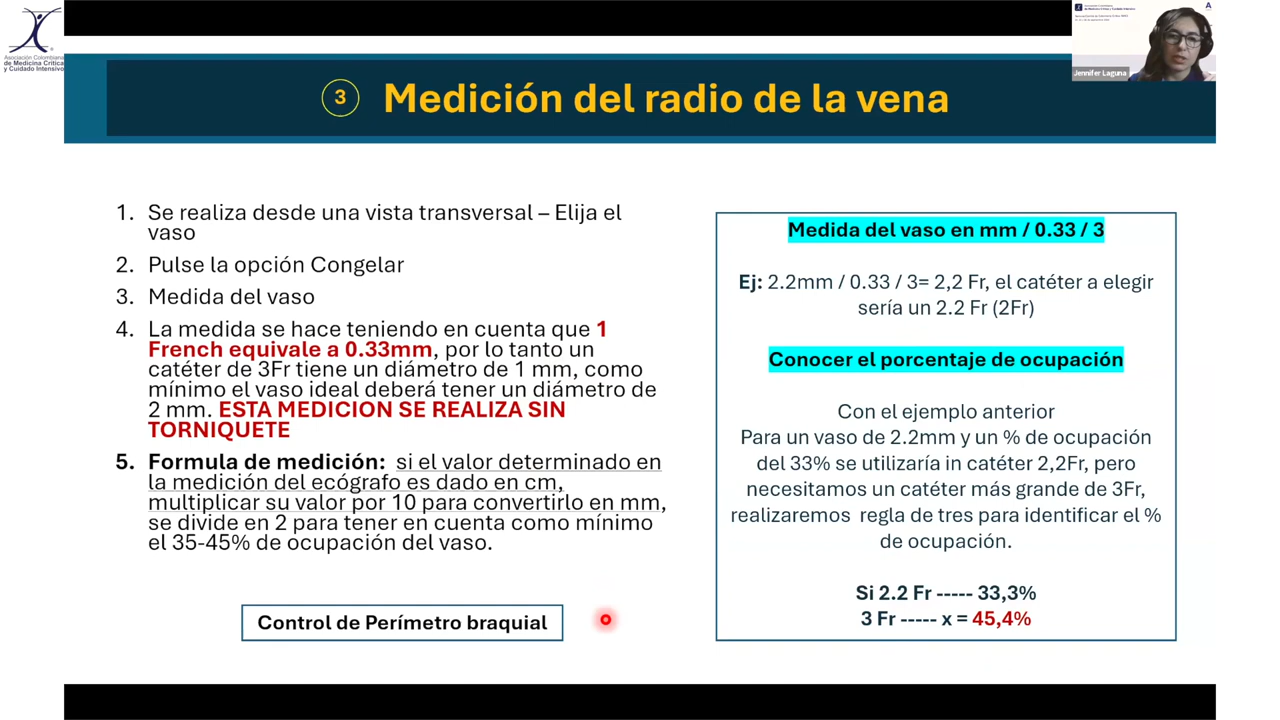 Asociación Colombiana
de Medicina Crítica
y Cuidado Intensivo
Jennifer Laguna
3 Medición del radio de la vena
1. Se realiza desde una vista transversal – Elija el
vaso
2. Pulse la opción Congelar
3. Medida del vaso
4. La medida se hace teniendo en cuenta que 1
French equivale a 0.33mm, por lo tanto un
catéter de 3Fr tiene un diámetro de 1 mm, como
mínimo el vaso ideal deberá tener un diámetro de
2 mm. ESTA MEDICION SE REALIZA SIN
TORNIQUETE
5. Formula de medición: si el valor determinado en
la medición del ecógrafo es dado en cm,
multiplicar su valor por 10 para convertirlo en mm,
se divide en 2 para tener en cuenta como mínimo
el 35-45% de ocupación del vaso.
Control de Perímetro braquial
Medida del vaso en mm / 0.33 / 3
Ej: 2.2mm / 0.33 / 3= 2,2 Fr, el catéter a elegir
sería un 2.2 Fr (2Fr)
Conocer el porcentaje de ocupación
Con el ejemplo anterior
Para un vaso de 2.2mm y un % de ocupación
del 33% se utilizaría in catéter 2,2Fr, pero
necesitamos un catéter más grande de 3Fr,
realizaremos regla de tres para identificar el %
de ocupación.
Si 2.2 Fr ----- 33,3%
3 Fr ----- x = 45,4%